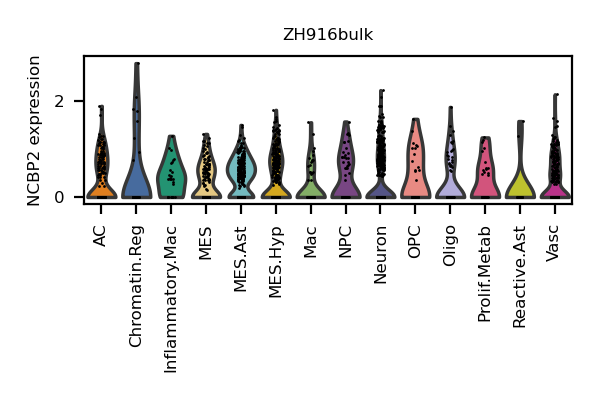 ZH916bulk
NCBP2 expression
2
0
AC
Chromatin.Reg
Inflammatory.Mac
MES
MES.Ast
MES.Hyp
Mac
NPC
Neuron
OPC
Oligo
Prolif.Metab
Reactive.Ast
Vasc